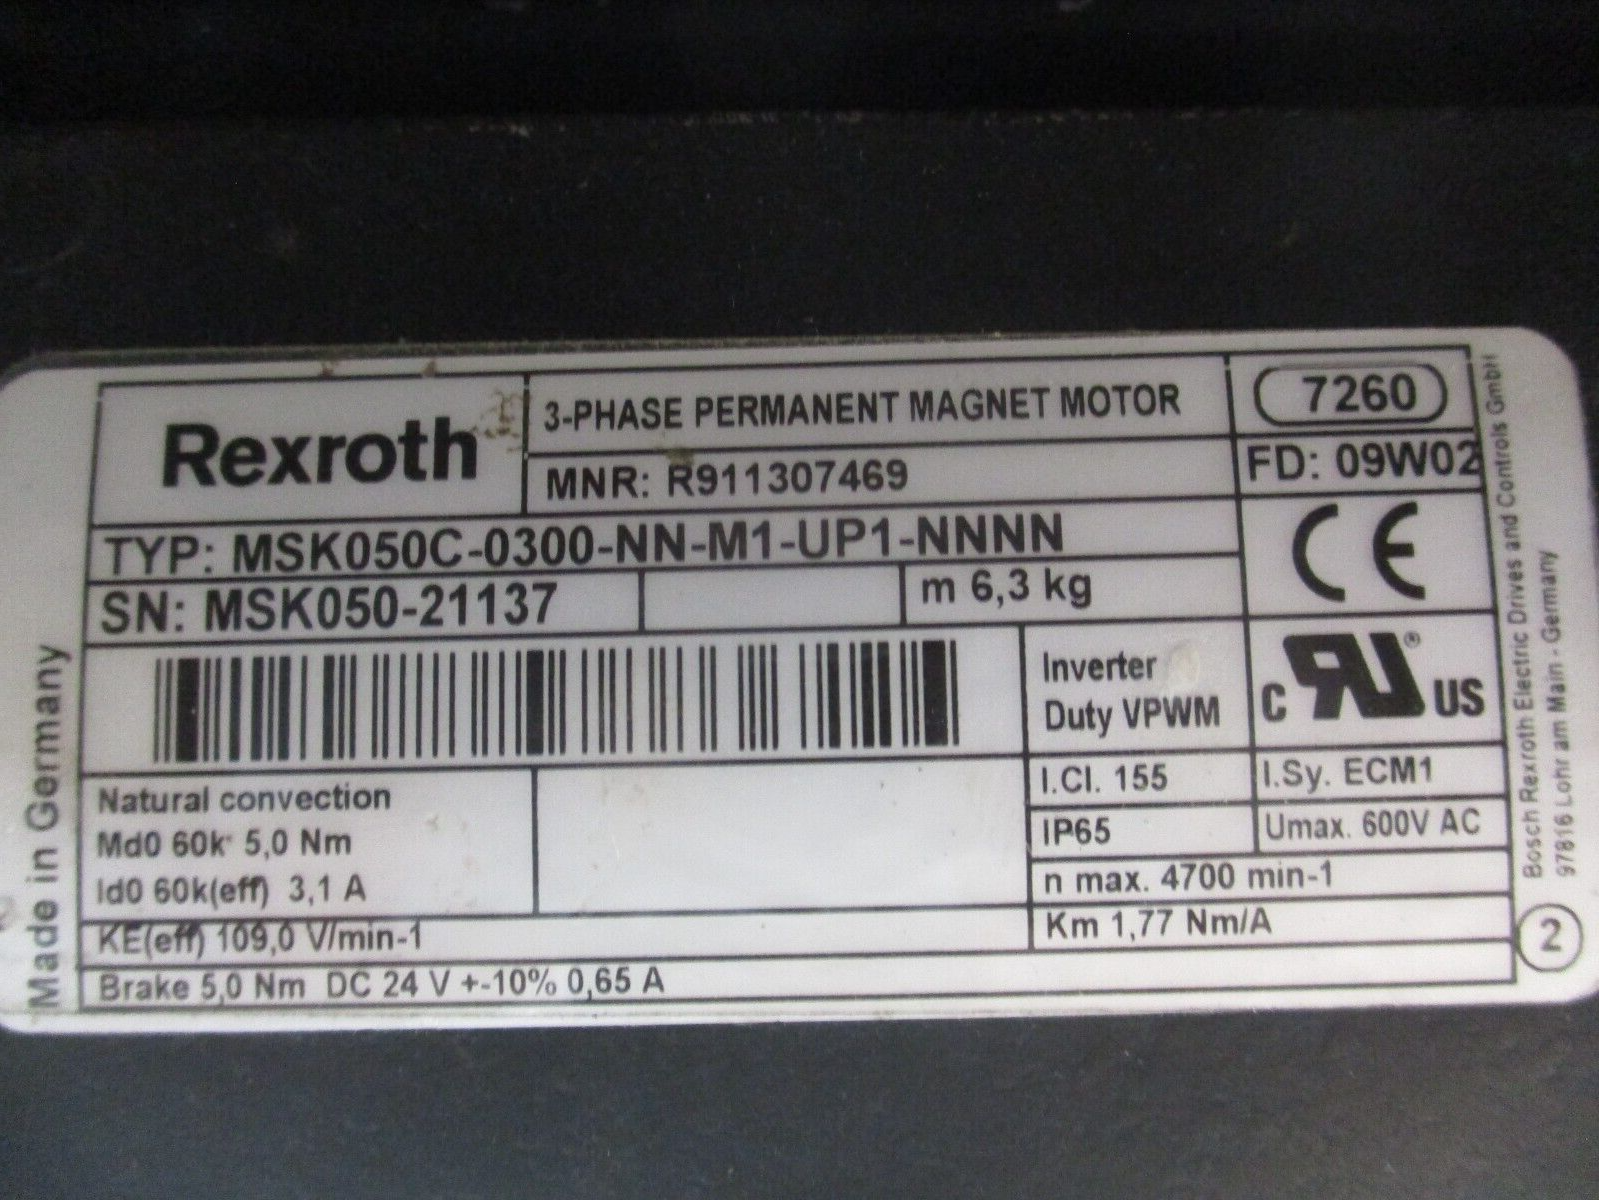 Rexroth
3-PHASE PERMANENT MAGNET MOTOR
7260
MNR: R911307469
FD: 09W02
TYP: MSK050C-0300-NN-M1-UP1-NNNN
CE
SN: MSK050-21137
m 6,3 kg
Inverter
Duty VPWM
C RU® US
Natural convection
Md0 60k 5,0 Nm
Id0 60k(eff) 3,1 A
I.Cl. 155
I.Sy. ECM1
IP65
Umax. 600V AC
n max. 4700 min-1
KE(eff) 109,0 V/min-1
Km 1,77 Nm/A
Brake 5,0 Nm DC 24 V +-10% 0,65 A
Made in Germany
Bosch Rexroth Electric Drives and Controls GmbH
97816 Lohr am Main - Germany
2